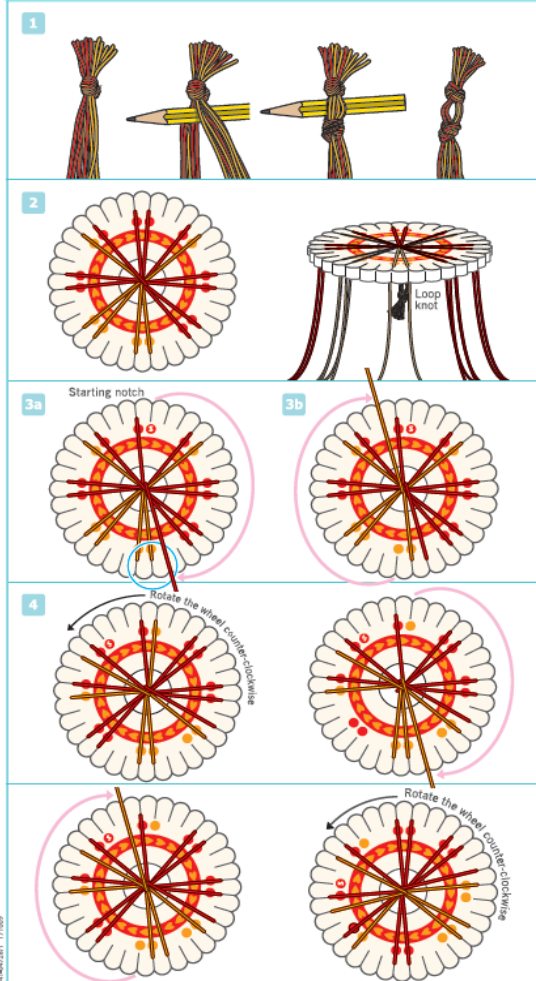 1
2
Loop
knot
3a
Starting notch
3b
4
Rotate the wheel counter-clockwise
Rotate the wheel counter-clockwise